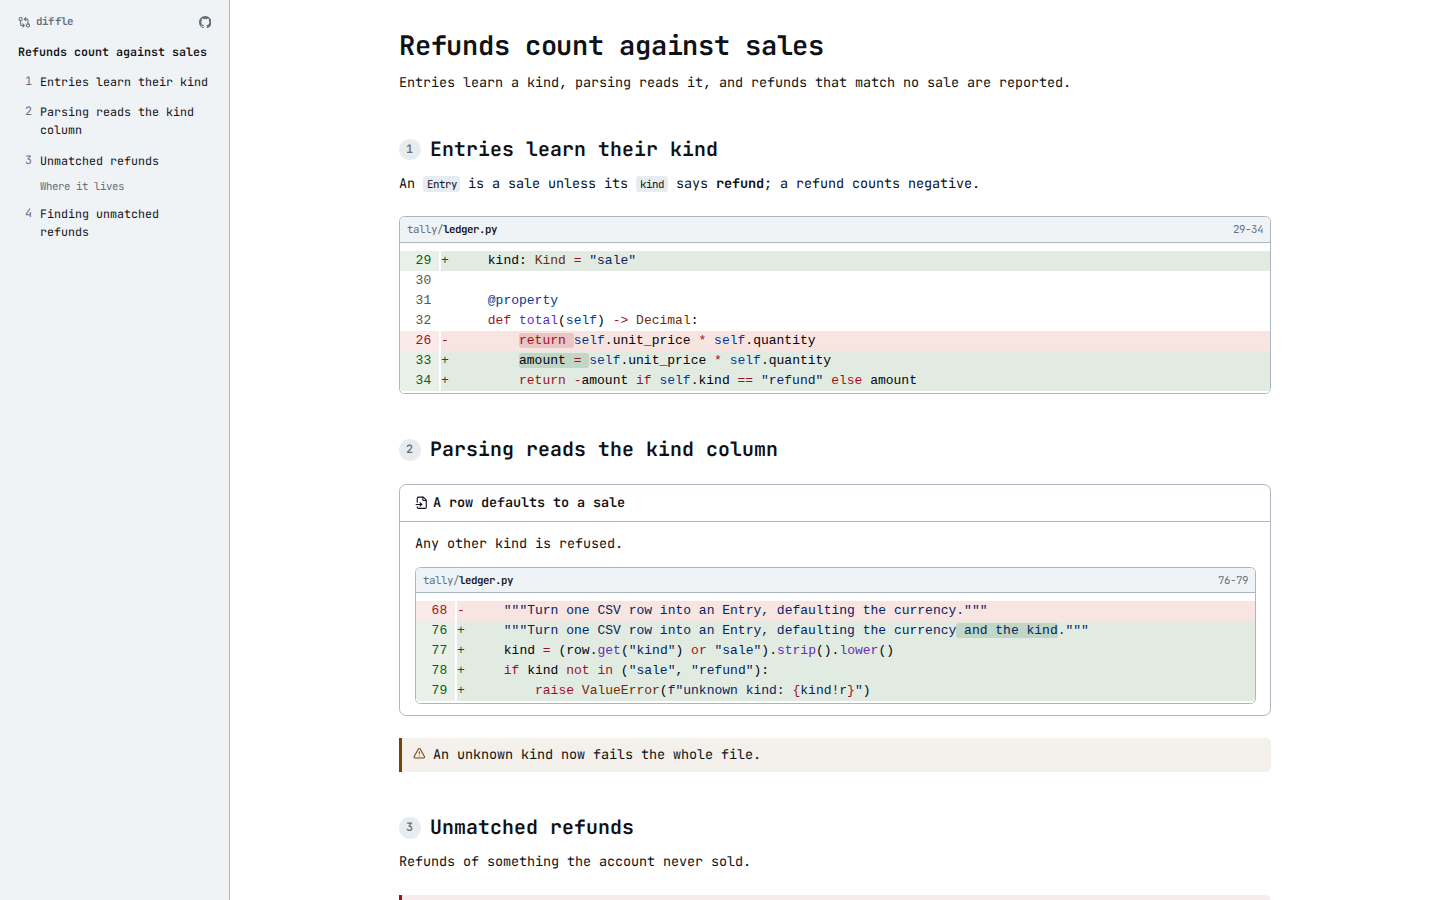 diffle
Refunds count against sales
1 Entries learn their kind
2 Parsing reads the kind
column
3 Unmatched refunds
Where it lives
4 Finding unmatched
refunds
Refunds count against sales
Entries learn a kind, parsing reads it, and refunds that match no sale are reported.
1 Entries learn their kind
An Entry is a sale unless its kind says refund; a refund counts negative.
tally/ledger.py 29-34
29 + kind: Kind = "sale"
30
31 @property
32 def total(self) -> Decimal:
26 - return self.unit_price * self.quantity
33 + amount = self.unit_price * self.quantity
34 + return -amount if self.kind == "refund" else amount
2 Parsing reads the kind column
A row defaults to a sale
Any other kind is refused.
tally/ledger.py 76-79
68 - """Turn one CSV row into an Entry, defaulting the currency."""
76 + """Turn one CSV row into an Entry, defaulting the currency and the kind."""
77 + kind = (row.get("kind") or "sale").strip().lower()
78 + if kind not in ("sale", "refund"):
79 + raise ValueError(f"unknown kind: {kind!r}")
An unknown kind now fails the whole file.
3 Unmatched refunds
Refunds of something the account never sold.